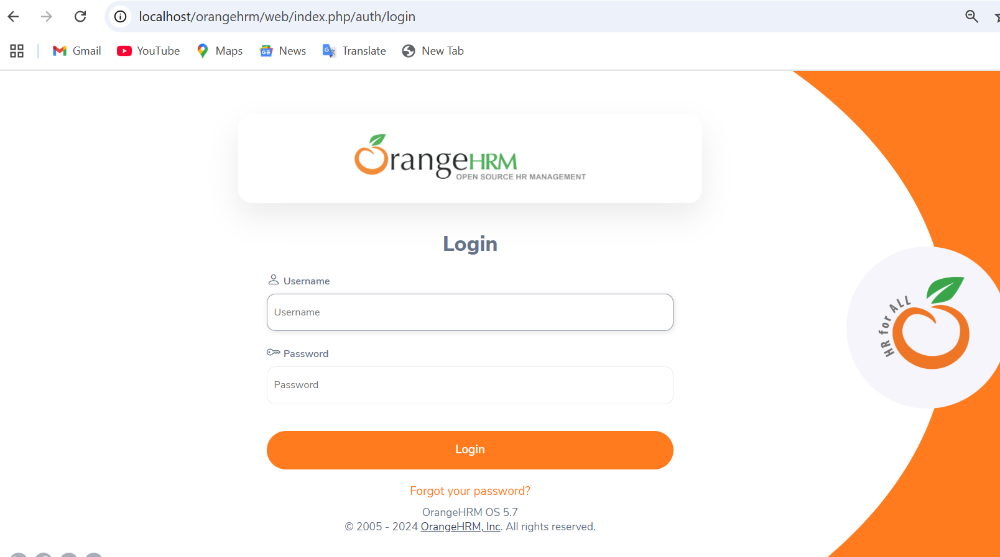 localhost/orangehrm/web/index.php/auth/login
Gmail YouTube Maps News Translate New Tab
OrangeHRM
OPEN SOURCE HR MANAGEMENT
Login
Username
Username
Password
Password
Login
Forgot your password?
OrangeHRM OS 5.7
© 2005 - 2024 OrangeHRM, Inc. All rights reserved.
HR for ALL